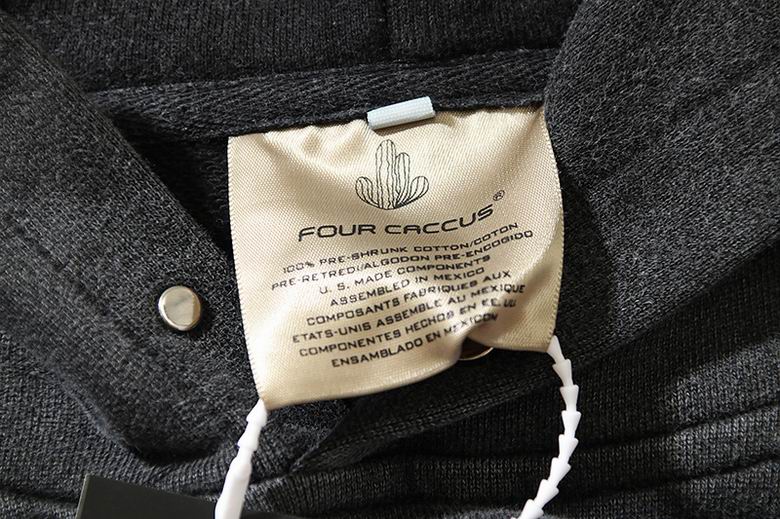 FOUR CACCUS®
100% PRE-SHRUNK COTTON/COTON
PRE-RETREDI/ALGODON PRE-ENCOGIDO
U. S. MADE COMPONENTS
ASSEMBLED IN MEXICO
COMPOSANTS FABRIQUES AUX
ETATS-UNIS ASSEMBLE AU MEXIQUE
COMPONENTES HECHOS EN EE. UU
ENSAMBLADO EN MEXICOM